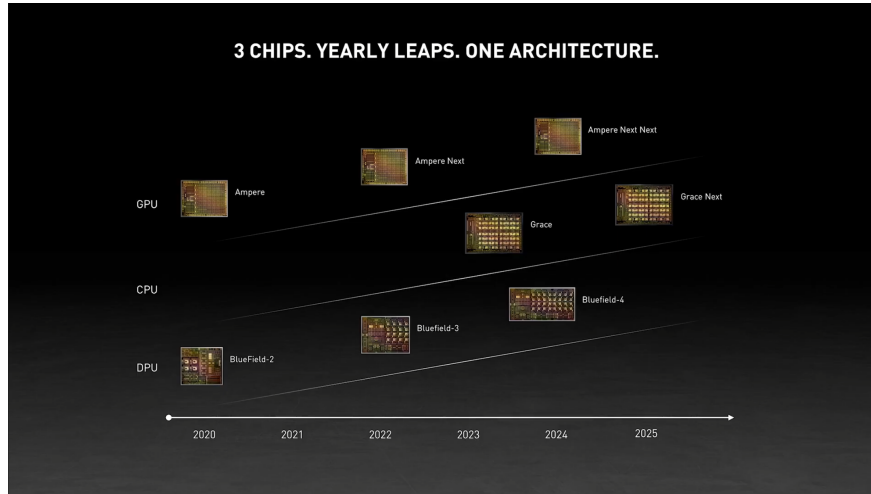 3 CHIPS. YEARLY LEAPS. ONE ARCHITECTURE.
Ampere Next Next
Ampere Next
GPU
Ampere
Grace Next
Grace
CPU
Bluefield-4
Bluefield-3
DPU
BlueField-2
2020 2021 2022 2023 2024 2025